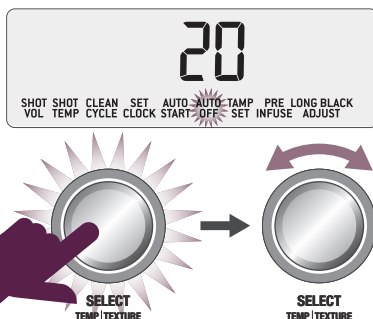 20
SHOT SHOT CLEAN SET AUTO AUTO TAMP PRE LONG BLACK
VOL TEMP CYCLE CLOCK START OFF SET INFUSE ADJUST
SELECT SELECT
TEMP|TEXTURE TEMP|TEXTURE